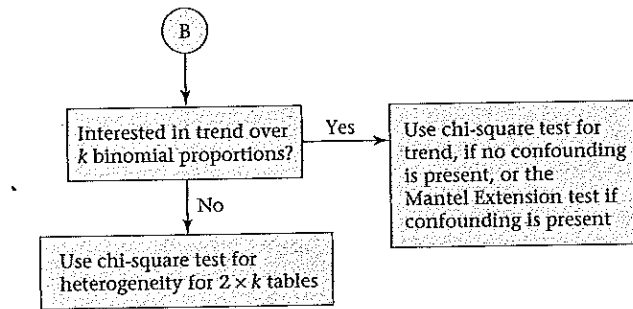 B
Interested in trend over
k binomial proportions?
Yes
Use chi-square test for
trend, if no confounding
is present, or the
Mantel Extension test if
confounding is present
No
Use chi-square test for
heterogeneity for 2 × k tables